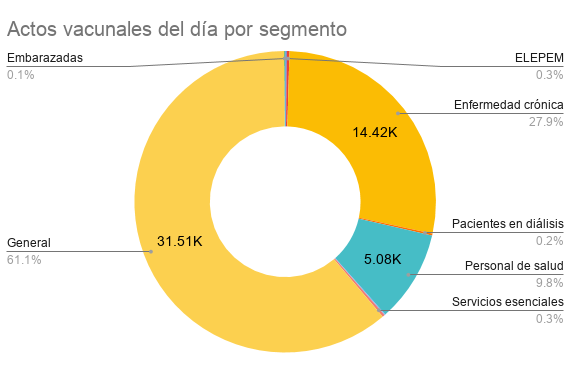 Actos vacunales del día por segmento
Embarazadas
0.1%
ELEPEM
0.3%
Enfermedad crónica
27.9%
14.42K
Pacientes en diálisis
0.2%
General
61.1%
31.51K
5.08K
Personal de salud
9.8%
Servicios esenciales
0.3%